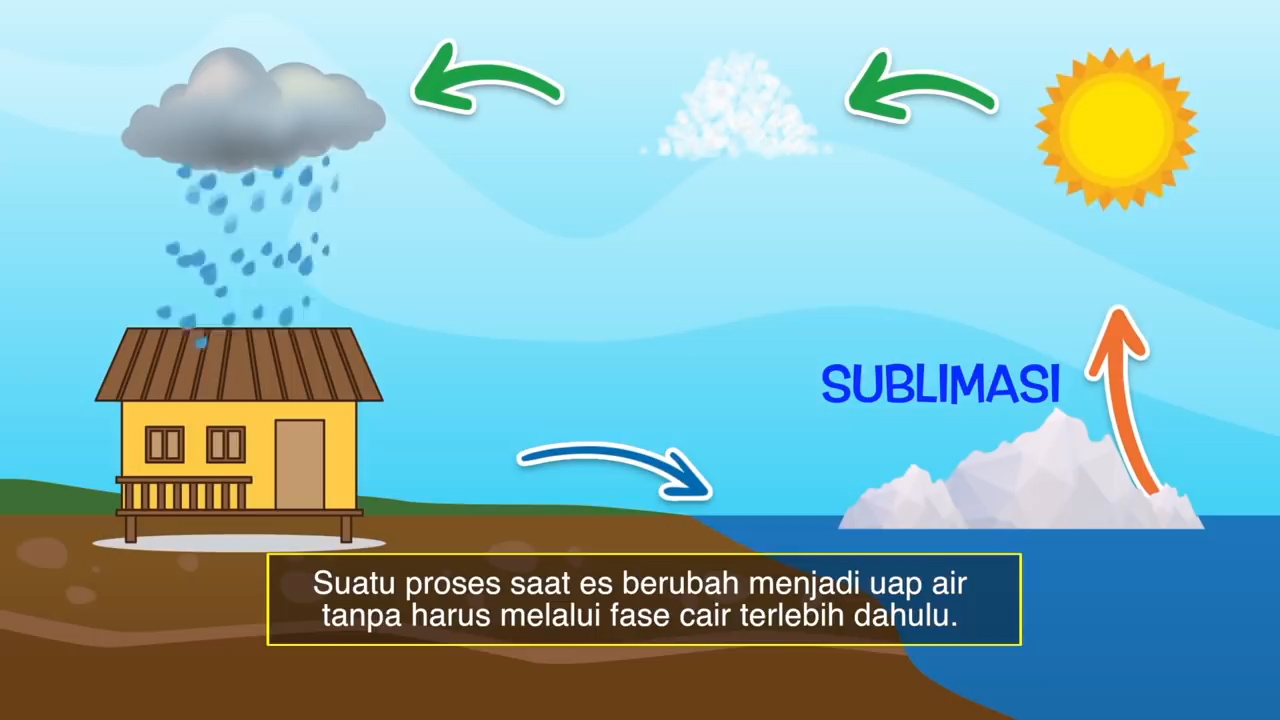 SUBLIMASI
Suatu proses saat es berubah menjadi uap air
tanpa harus melalui fase cair terlebih dahulu.